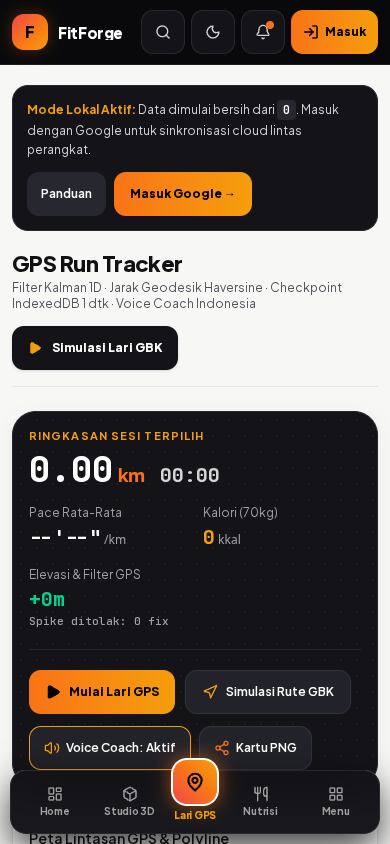 F FitForge Masuk
Mode Lokal Aktif: Data dimulai bersih dari 0. Masuk
dengan Google untuk sinkronisasi cloud lintas
perangkat.
Panduan Masuk Google →
GPS Run Tracker
Filter Kalman 1D · Jarak Geodesik Haversine · Checkpoint
IndexedDB 1 dtk · Voice Coach Indonesia
Simulasi Lari GBK
RINGKASAN SESI TERPILIH
0.00 km 00:00
Pace Rata-Rata Kalori (70kg)
--'--" /km 0 kkal
Elevasi & Filter GPS
+0m
Spike ditolak: 0 fix
Mulai Lari GPS Simulasi Rute GBK
Voice Coach: Aktif Kartu PNG
Home Studio 3D Lari GPS Nutrisi Menu
Peta Lintasan GPS & Polyline